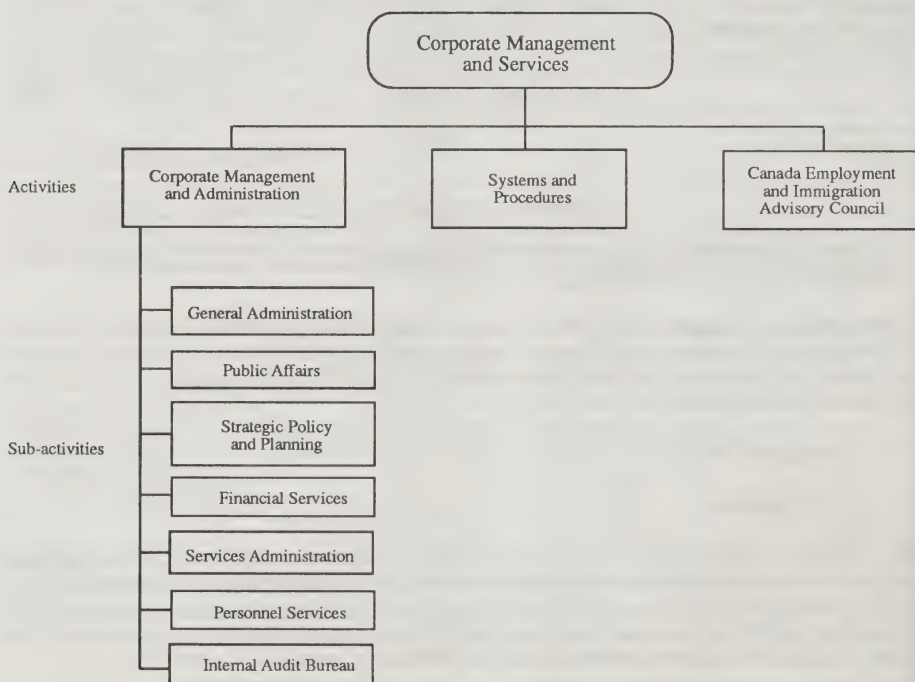 Corporate Management
and Services
Activities
Corporate Management
and Administration
Systems and
Procedures
Canada Employment
and Immigration
Advisory Council
Sub-activities
General Administration
Public Affairs
Strategic Policy
and Planning
Financial Services
Services Administration
Personnel Services
Internal Audit Bureau